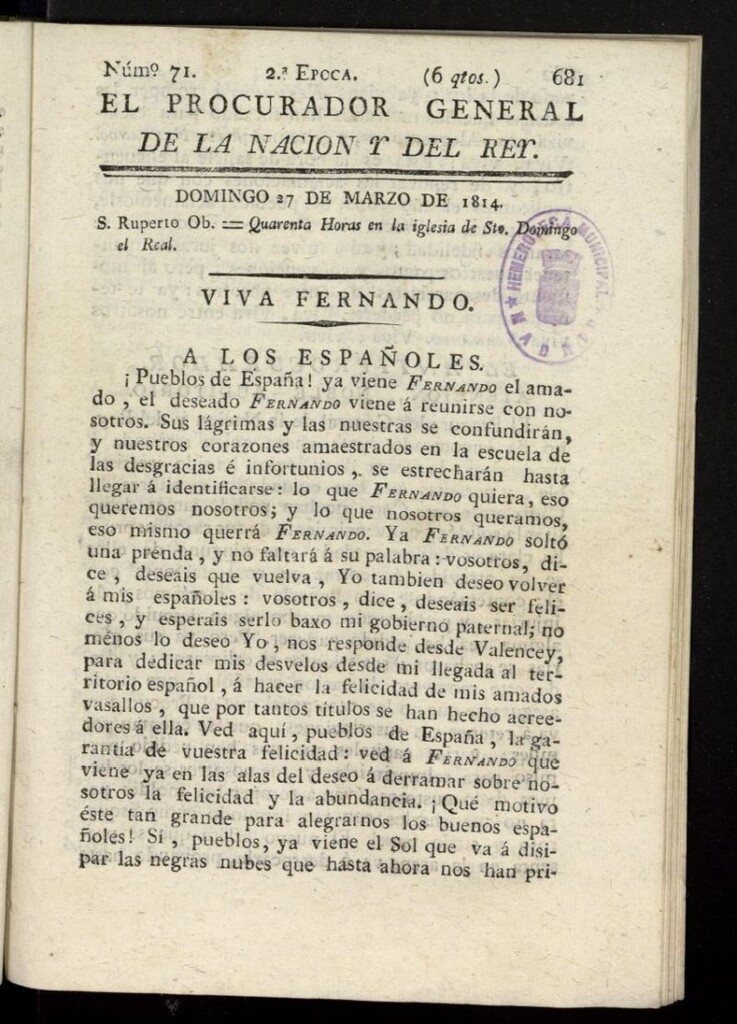 Núm.º 71. 2.ª Epcca. (6 qtos.) 681
EL PROCURADOR GENERAL
DE LA NACION Y DEL REY.
DOMINGO 27 DE MARZO DE 1814.
S. Ruperto Ob. = Quarenta Horas en la iglesia de Sto. Domingo
el Real.
HEMEROTECA MUNICIPAL
MADRID
VIVA FERNANDO.
A LOS ESPAÑOLES.
¡Pueblos de España! ya viene FERNANDO el ama-
do, el deseado FERNANDO viene á reunirse con no-
sotros. Sus lágrimas y las nuestras se confundirán,
y nuestros corazones amaestrados en la escuela de
las desgracias é infortunios, se estrecharán hasta
llegar á identificarse: lo que FERNANDO quiera, eso
queremos nosotros; y lo que nosotros queramos,
eso mismo querrá FERNANDO. Ya FERNANDO soltó
una prenda, y no faltará á su palabra: vosotros, di-
ce, deseais que vuelva, Yo tambien deseo volver
á mis españoles: vosotros, dice, deseais ser feli-
ces, y esperais serlo baxo mi gobierno paternal; no
ménos lo deseo Yo, nos responde desde Valencey,
para dedicar mis desvelos desde mi llegada al ter-
ritorio español, á hacer la felicidad de mis amados
vasallos, que por tantos títulos se han hecho acree-
dores á ella. Ved aquí, pueblos de España, la ga-
rantía de vuestra felicidad: ved á FERNANDO que
viene ya en las alas del deseo á derramar sobre no-
sotros la felicidad y la abundancia. ¡Qué motivo
éste tan grande para alegrarnos los buenos espa-
ñoles! Sí, pueblos, ya viene el Sol que va á disi-
par las negras nubes que hasta ahora nos han pri-